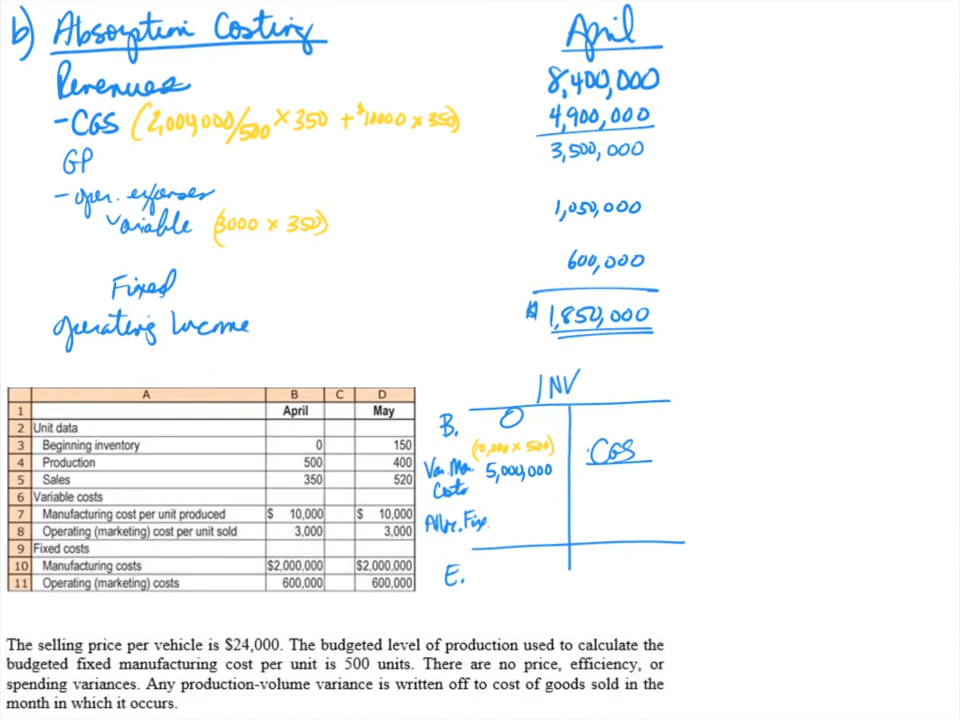 b) Absorption Costing April
Revenues 8,400,000
- CGS (2,000,000/500 × 350 + $10000 × 350) 4,900,000
GP 3,500,000
- oper. expenses
Variable (3000 × 350) 1,050,000
Fixed 600,000
Operating Income $ 1,850,000
INV
B. 0
(10,000 × 500) CGS
Var. Ma. Costs 5,000,000
Alloc. Fix.
E.
A B C D
1 April May
2 Unit data
3 Beginning inventory 0 150
4 Production 500 400
5 Sales 350 520
6 Variable costs
7 Manufacturing cost per unit produced $ 10,000 $ 10,000
8 Operating (marketing) cost per unit sold 3,000 3,000
9 Fixed costs
10 Manufacturing costs $2,000,000 $2,000,000
11 Operating (marketing) costs 600,000 600,000
The selling price per vehicle is $24,000. The budgeted level of production used to calculate the
budgeted fixed manufacturing cost per unit is 500 units. There are no price, efficiency, or
spending variances. Any production-volume variance is written off to cost of goods sold in the
month in which it occurs.